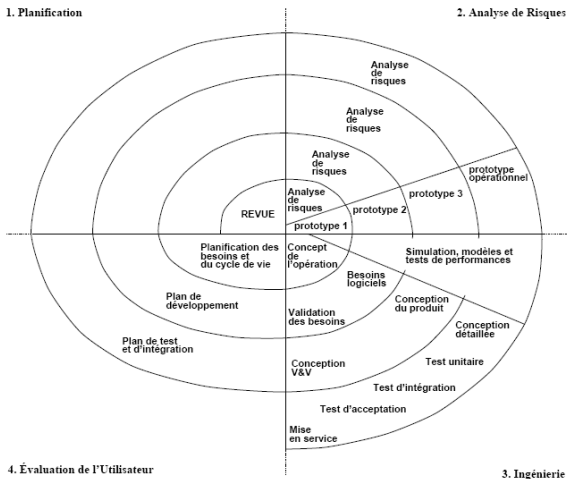 1. Planification
2. Analyse de Risques
Analyse
de
risques
Analyse
de
risques
Analyse
de
risques
Analyse
de
risques
prototype
opérationnel
prototype 3
prototype 2
prototype 1
REVUE
Planification des
besoins et
du cycle de vie
Concept
de
l'opération
Simulation, modèles et
tests de performances
Besoins
logiciels
Plan de
développement
Validation
des besoins
Conception
du produit
Conception
détaillée
Plan de test
et d'intégration
Conception
V&V
Test unitaire
Test d'intégration
Test d'acceptation
Mise
en service
4. Évaluation de l'Utilisateur
3. Ingénierie